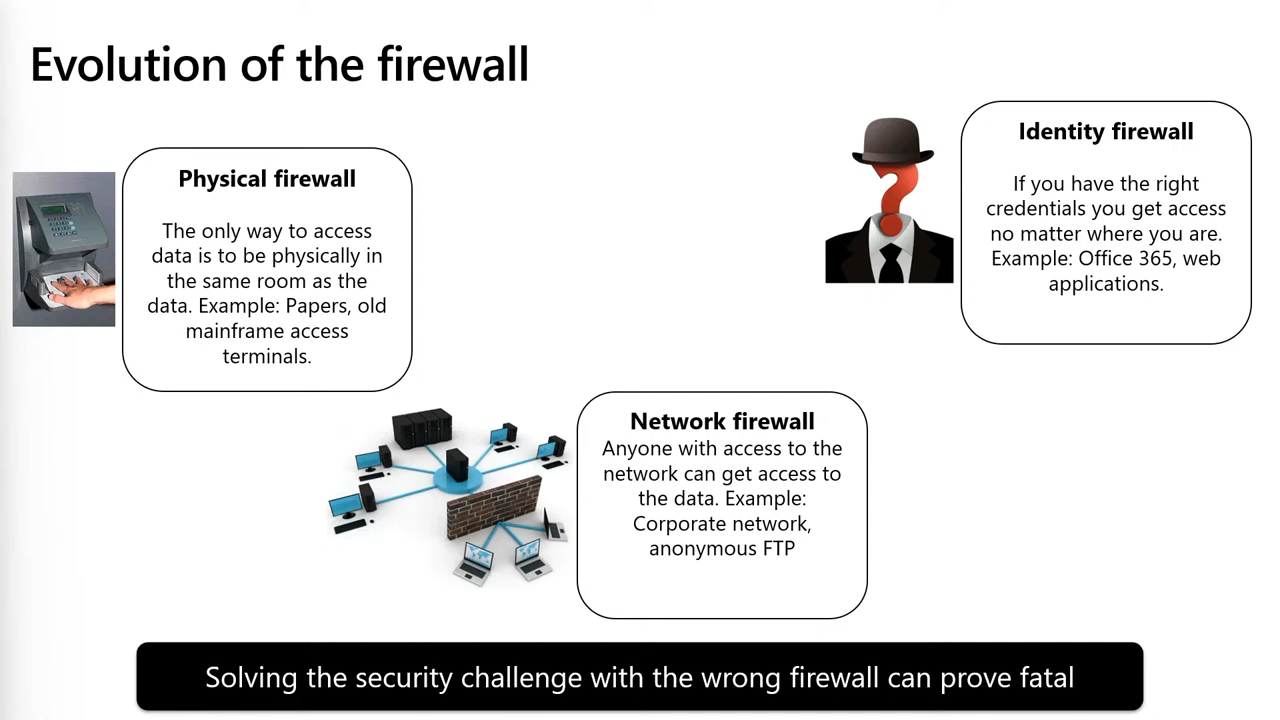 Evolution of the firewall
Physical firewall
The only way to access
data is to be physically in
the same room as the
data. Example: Papers, old
mainframe access
terminals.
Identity firewall
If you have the right
credentials you get access
no matter where you are.
Example: Office 365, web
applications.
Network firewall
Anyone with access to the
network can get access to
the data. Example:
Corporate network,
anonymous FTP
Solving the security challenge with the wrong firewall can prove fatal